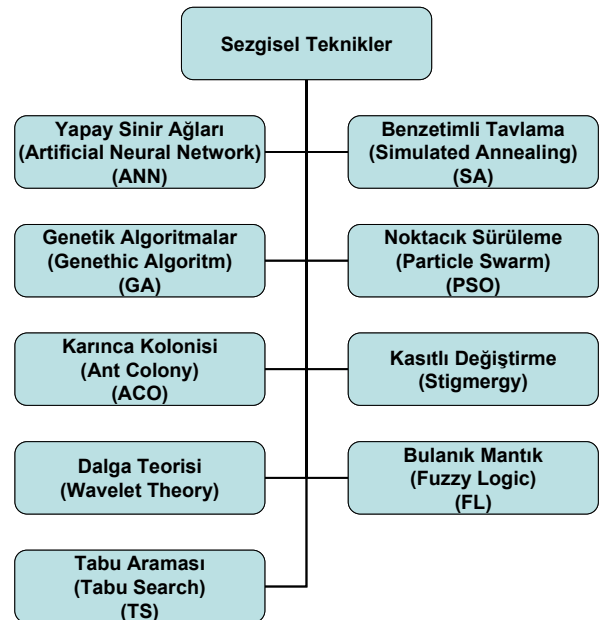 Sezgisel Teknikler
Yapay Sinir Ağları
(Artificial Neural Network)
(ANN)
Benzetimli Tavlama
(Simulated Annealing)
(SA)
Genetik Algoritmalar
(Genethic Algoritm)
(GA)
Noktacık Sürüleme
(Particle Swarm)
(PSO)
Karınca Kolonisi
(Ant Colony)
(ACO)
Kasıtlı Değiştirme
(Stigmergy)
Dalga Teorisi
(Wavelet Theory)
Bulanık Mantık
(Fuzzy Logic)
(FL)
Tabu Araması
(Tabu Search)
(TS)